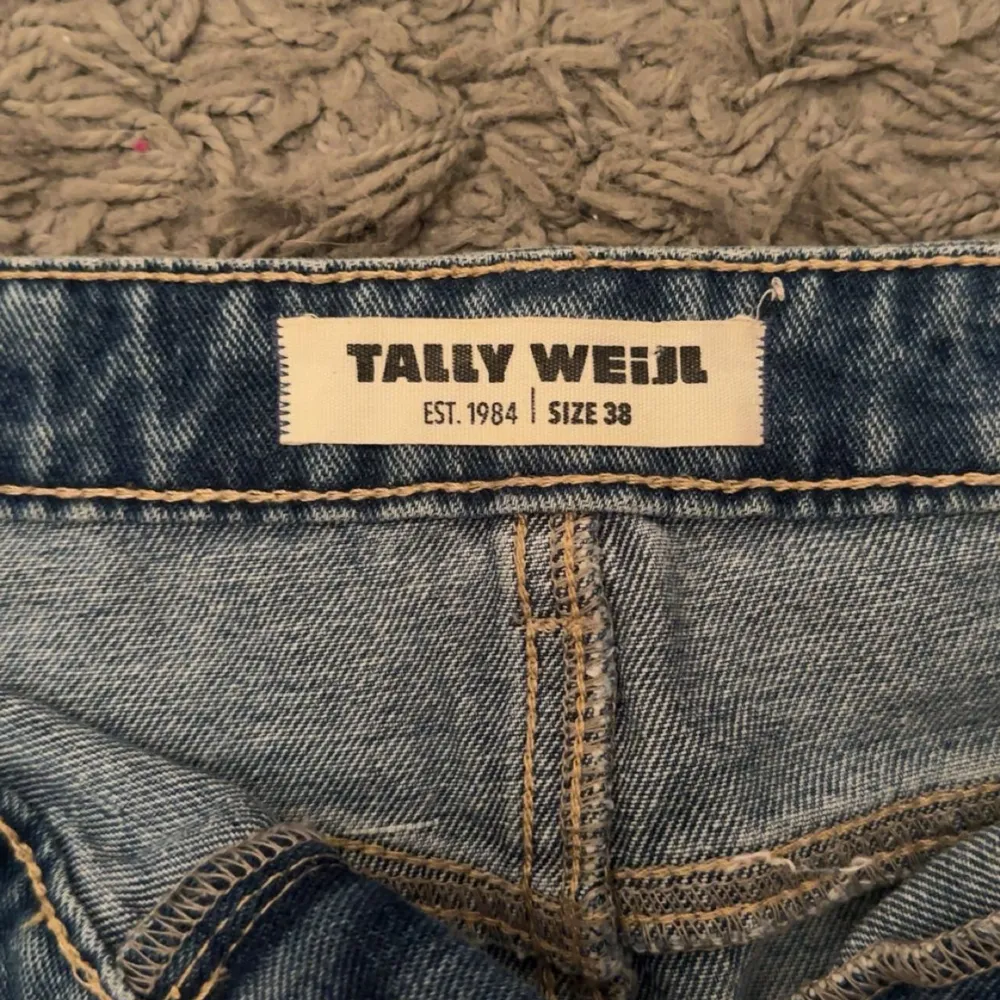 TALLY WEiJL
EST. 1984 | SIZE 38